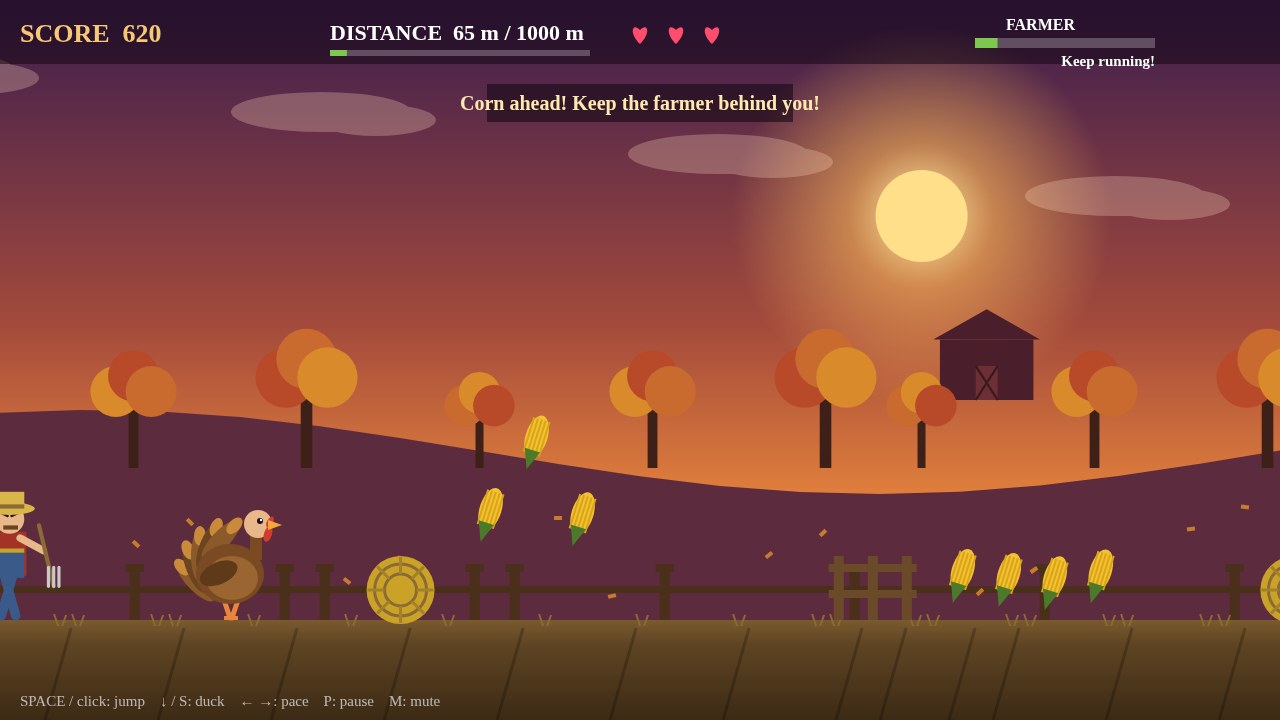 SCORE 620
DISTANCE 65 m / 1000 m
FARMER
Keep running!
Corn ahead! Keep the farmer behind you!
SPACE / click: jump ↓ / S: duck ← →: pace P: pause M: mute